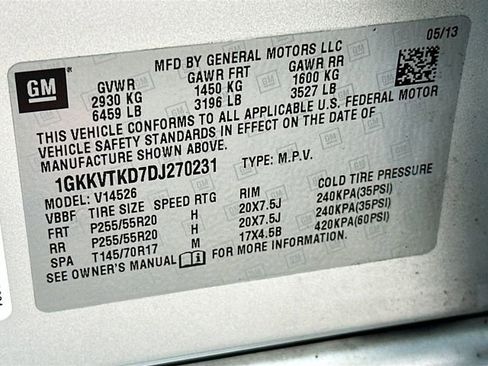 05/13
MFD BY GENERAL MOTORS LLC
GM
GVWR GAWR FRT GAWR RR
2930 KG 1450 KG 1600 KG
6459 LB 3196 LB 3527 LB
THIS VEHICLE CONFORMS TO ALL APPLICABLE U.S. FEDERAL MOTOR
VEHICLE SAFETY STANDARDS IN EFFECT ON THE DATE OF
MANUFACTURE SHOWN ABOVE.
1GKKVTKD7DJ270231 TYPE: M.P.V.
MODEL: V14526
VBBF TIRE SIZE SPEED RTG RIM COLD TIRE PRESSURE
FRT P255/55R20 H 20X7.5J 240KPA(35PSI)
RR P255/55R20 H 20X7.5J 240KPA(35PSI)
SPA T145/70R17 M 17X4.5B 420KPA(60PSI)
SEE OWNER'S MANUAL